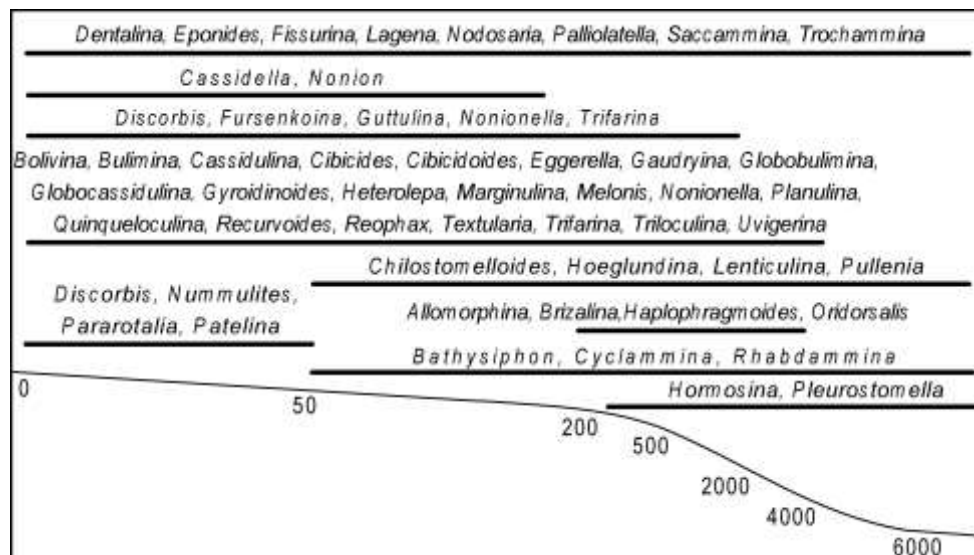 Dentalina, Eponides, Fissurina, Lagena, Nodosaria, Palliolatella, Saccammina, Trochammina
Cassidella, Nonion
Discorbis, Fursenkoina, Guttulina, Nonionella, Trifarina
Bolivina, Bulimina, Cassidulina, Cibicides, Cibicidoides, Eggerella, Gaudryina, Globobulimina,
Globocassidulina, Gyroidinoides, Heterolepa, Marginulina, Melonis, Nonionella, Planulina,
Quinqueloculina, Recurvoides, Reophax, Textularia, Trifarina, Triloculina, Uvigerina
Chilostomelloides, Hoeglundina, Lenticulina, Pullenia
Discorbis, Nummulites,
Pararotalia, Patelina
Allomorphina, Brizalina,Haplophragmoides, Oridorsalis
Bathysiphon, Cyclammina, Rhabdammina
Hormosina, Pleurostomella
0
50
200
500
2000
4000
6000